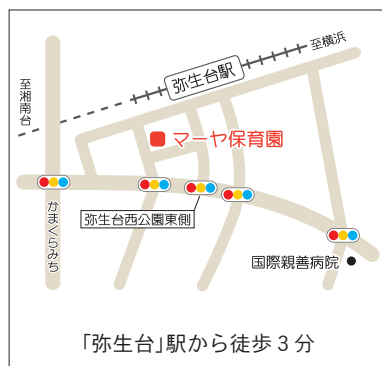 至横浜
弥生台駅
至湘南台
マーヤ保育園
弥生台西公園東側
かまくらみち
国際親善病院
「弥生台」駅から徒歩3分